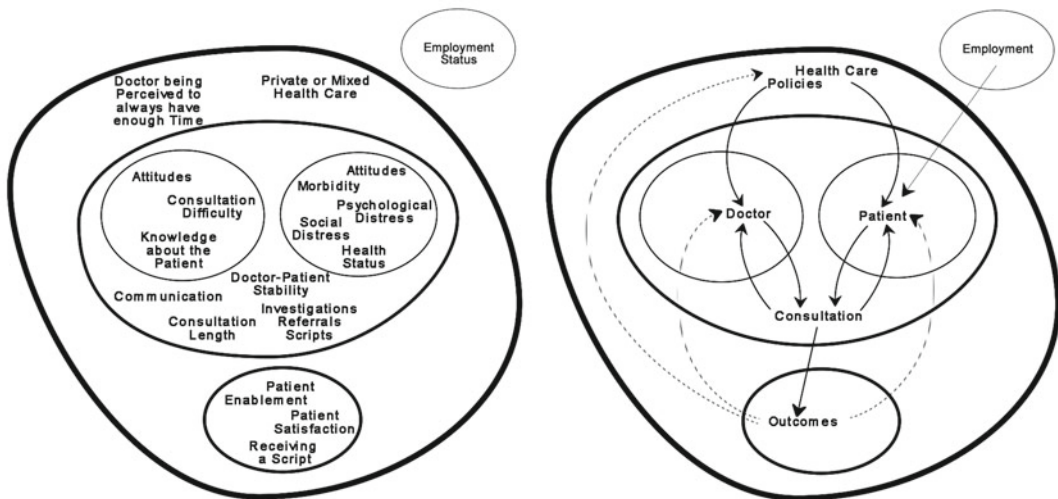 Employment
Status
Doctor being
Perceived to
always have
enough Time
Private or Mixed
Health Care
Attitudes
Consultation
Difficulty
Knowledge
about the
Patient
Attitudes
Morbidity
Psychological
Distress
Social
Distress
Health
Status
Doctor-Patient
Stability
Communication
Consultation
Length
Investigations
Referrals
Scripts
Patient
Enablement
Patient
Satisfaction
Receiving
a Script
Employment
Health Care
Policies
Doctor
Patient
Consultation
Outcomes